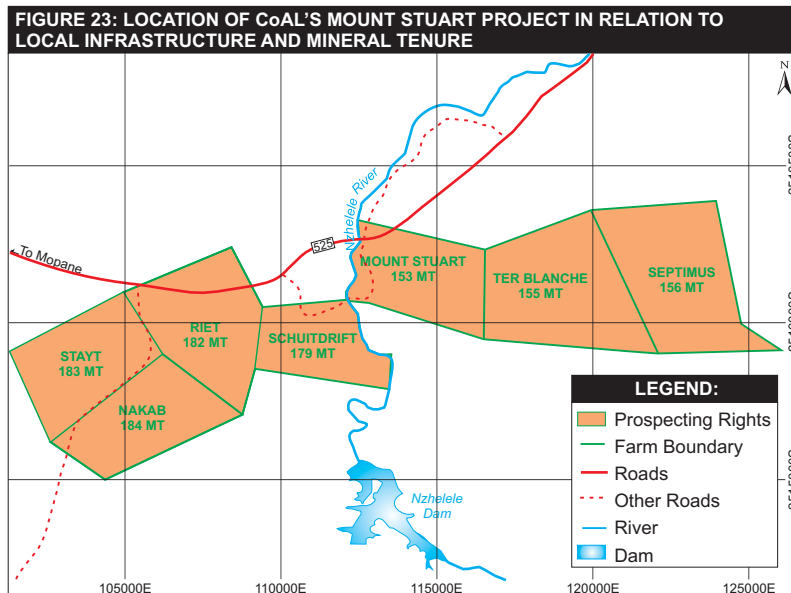 FIGURE 23: LOCATION OF CoAL'S MOUNT STUART PROJECT IN RELATION TO
LOCAL INFRASTRUCTURE AND MINERAL TENURE
N
Nzhelele River
525
To Mopane
MOUNT STUART
153 MT
TER BLANCHE
155 MT
SEPTIMUS
156 MT
RIET
182 MT
SCHUITDRIFT
179 MT
STAYT
183 MT
NAKAB
184 MT
Nzhelele
Dam
LEGEND:
Prospecting Rights
Farm Boundary
Roads
Other Roads
River
Dam
105000E
110000E
115000E
120000E
125000E